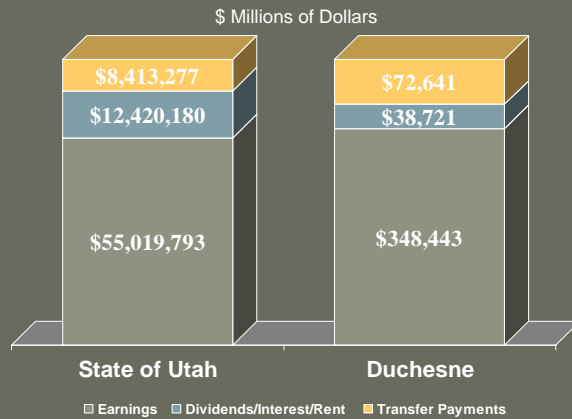 $ Millions of Dollars
$8,413,277 $72,641
$12,420,180 $38,721
$55,019,793 $348,443
State of Utah Duchesne
Earnings Dividends/Interest/Rent Transfer Payments